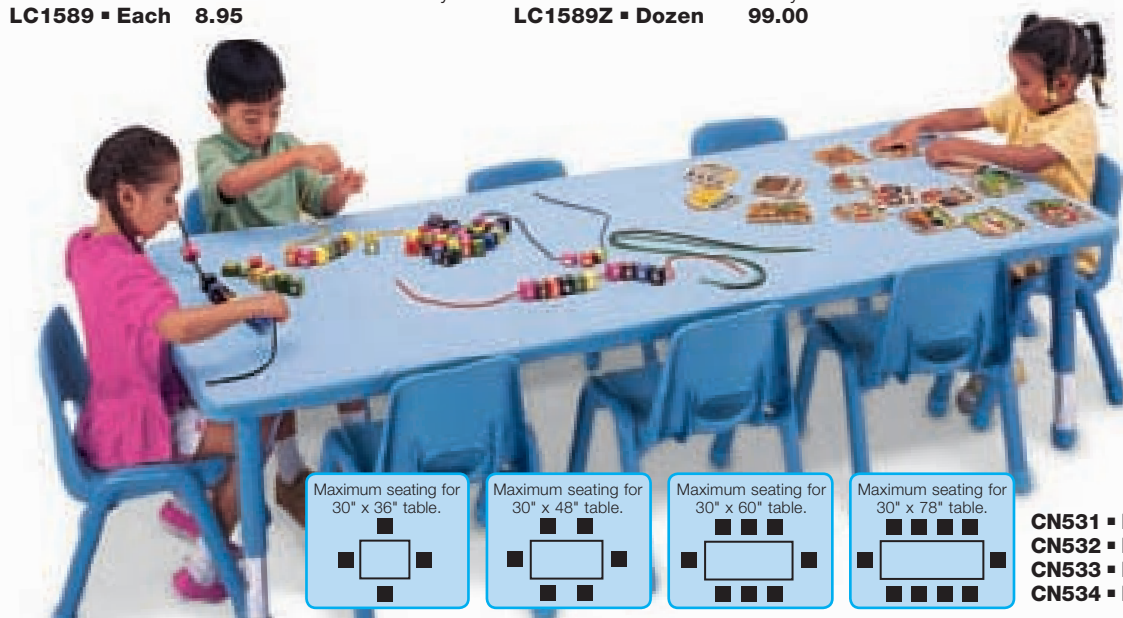 LC1589 ▪ Each 8.95
LC1589Z ▪ Dozen 99.00
Maximum seating for
30" x 36" table.
Maximum seating for
30" x 48" table.
Maximum seating for
30" x 60" table.
Maximum seating for
30" x 78" table.
CN531 ▪
CN532 ▪
CN533 ▪
CN534 ▪